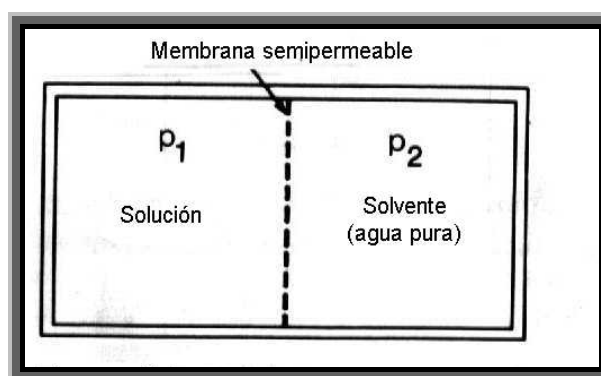 Membrana semipermeable
p1
p2
Solución
Solvente
(agua pura)